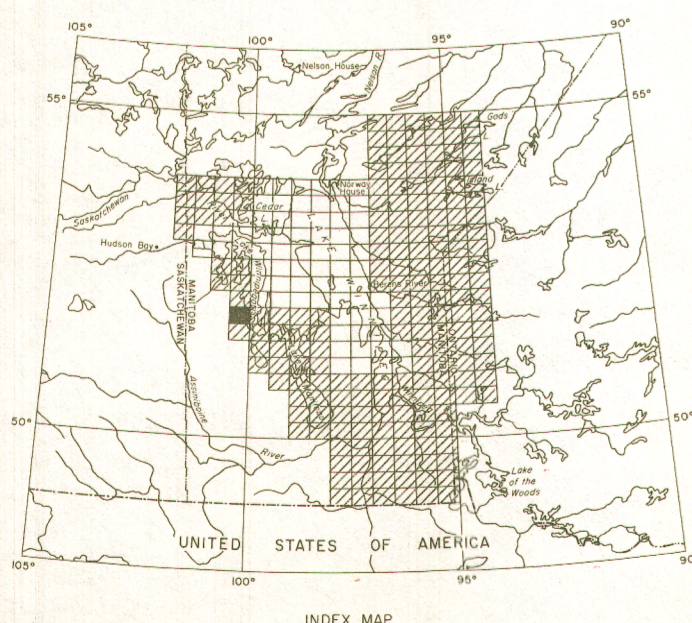 105°
100°
95°
90°
Nelson House
Nelson R
55°
55°
Gods
Island
L
Norway
House
Cedar
L
Saskatchewan
Hudson Bay
LAKE
WINNIPEG
Winnipegosis
Berens River
MANITOBA
SASKATCHEWAN
ONTARIO
MANITOBA
Lake
Manitoba
Assiniboine
River
50°
50°
Lake
of the
Woods
UNITED STATES OF AMERICA
105°
100°
95°
90
INDEX MAP